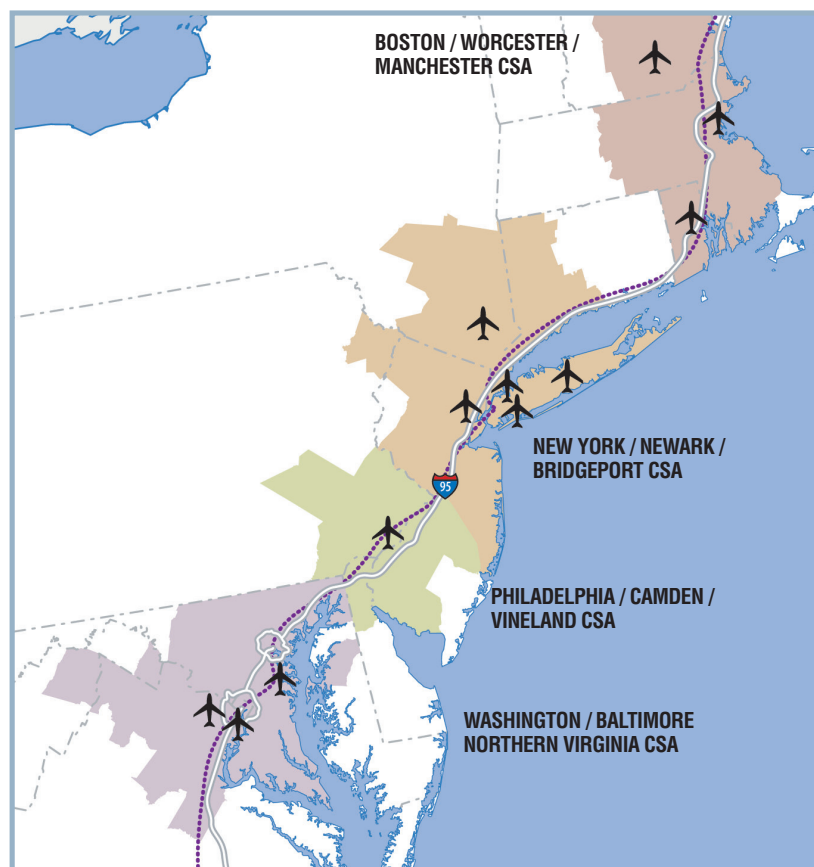 BOSTON / WORCESTER /
MANCHESTER CSA
NEW YORK / NEWARK /
BRIDGEPORT CSA
95
PHILADELPHIA / CAMDEN /
VINELAND CSA
WASHINGTON / BALTIMORE
NORTHERN VIRGINIA CSA